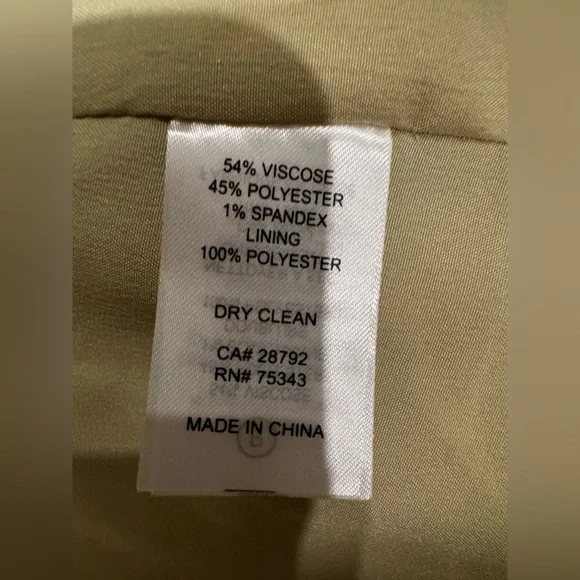 54% VISCOSE
45% POLYESTER
1% SPANDEX
LINING
100% POLYESTER
DRY CLEAN
CA# 28792
RN# 75343
MADE IN CHINA